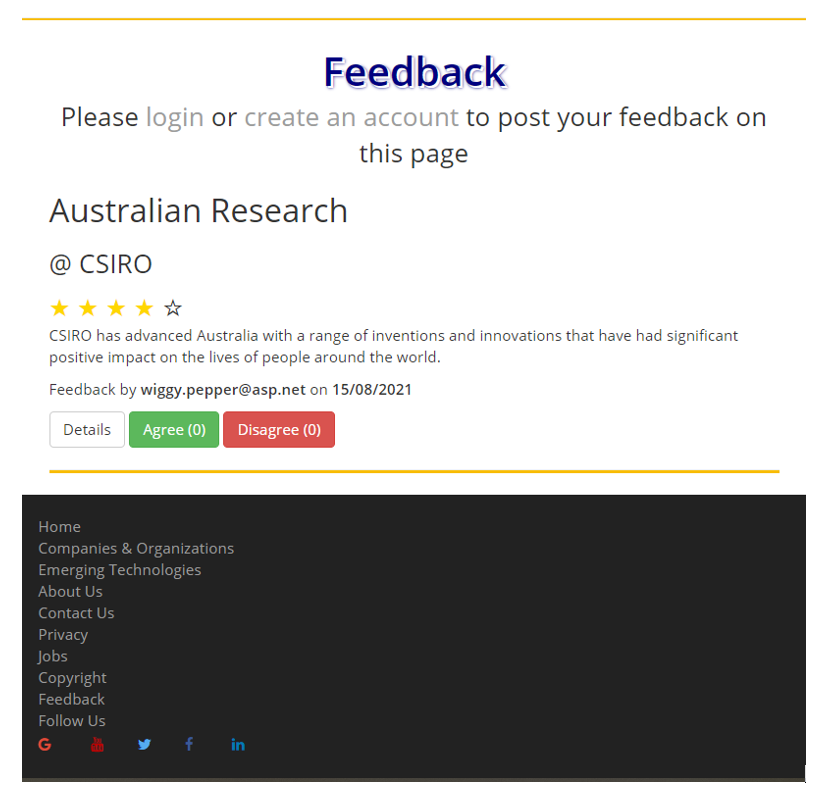 Feedback
Please login or create an account to post your feedback on
this page
Australian Research
@ CSIRO
CSIRO has advanced Australia with a range of inventions and innovations that have had significant
positive impact on the lives of people around the world.
Feedback by wiggy.pepper@asp.net on 15/08/2021
Details Agree (0) Disagree (0)
Home
Companies & Organizations
Emerging Technologies
About Us
Contact Us
Privacy
Jobs
Copyright
Feedback
Follow Us